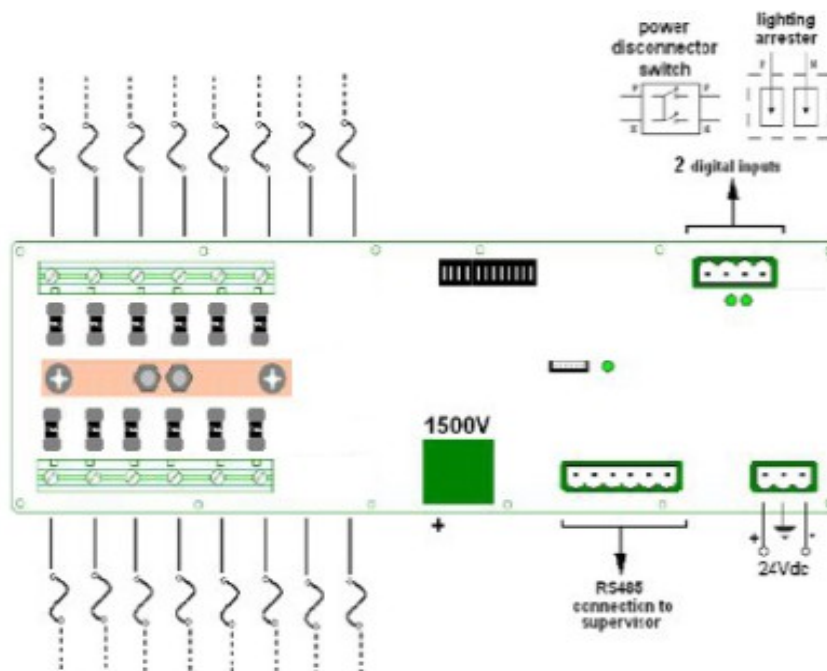 power
disconnector
switch
lighting
arrester
2 digital inputs
1500V
+
+ -
24Vdc
RS485
connection to
supervisor